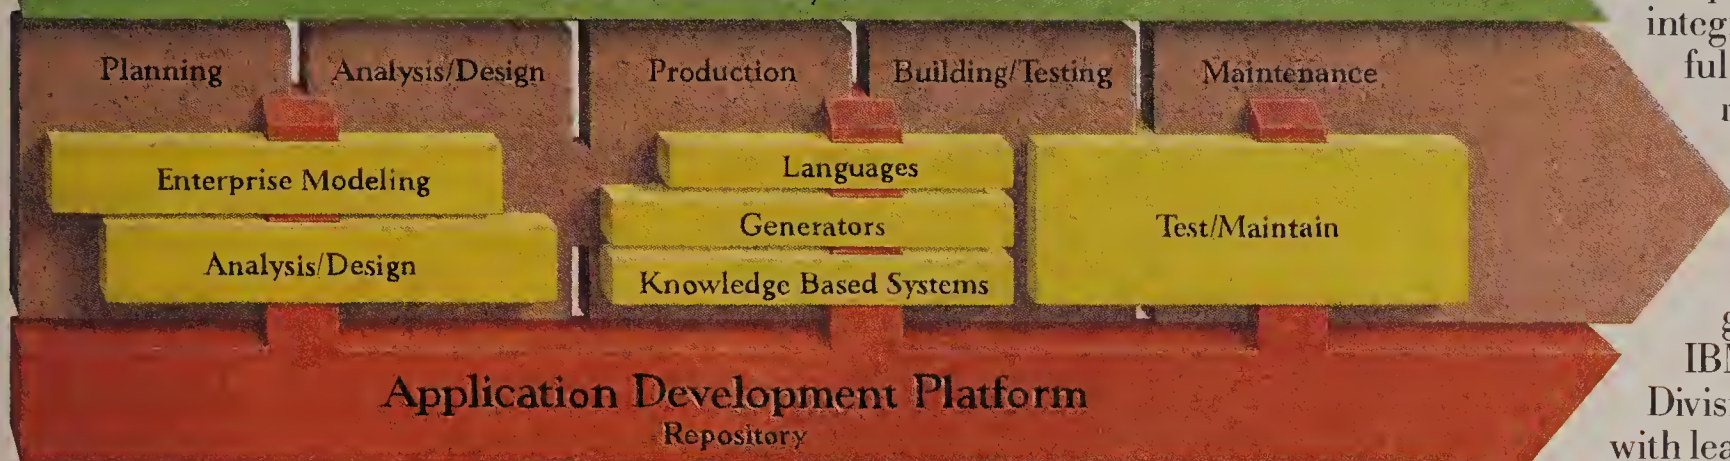 Planning Analysis/Design Production Building/Testing Maintenance
Enterprise Modeling
Analysis/Design
Languages
Generators
Knowledge Based Systems
Test/Maintain
Application Development Platform
Repository
integ
ful
Divis
with lea